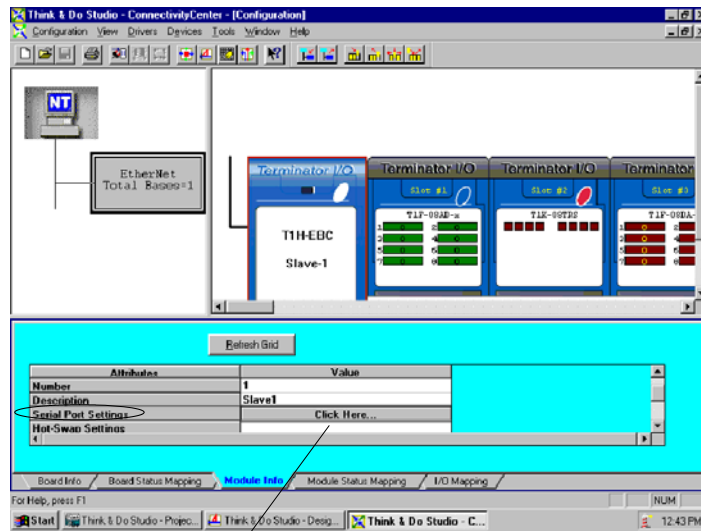 Think & Do Studio - ConnectivityCenter - [Configuration]
Configuration View Drivers Devices Tools Window Help
NT
EtherNet
Total Bases=1
Terminator I/O Terminator I/O Terminator I/O Terminator
Slot #1 Slot #2 Slot #3
T1H-EBC
Slave-1
T1F-08AD-x T1K-08TRS T1F-08DA-
Refresh Grid
Attributes Value
Number 1
Description Slave1
Serial Port Settings Click Here...
Hot-Swap Settings
Board Info Board Status Mapping Module Info Module Status Mapping I/O Mapping
For Help, press F1 NUM
Start Think & Do Studio - Projec... Think & Do Studio - Desig... Think & Do Studio - C... 12:43 PM